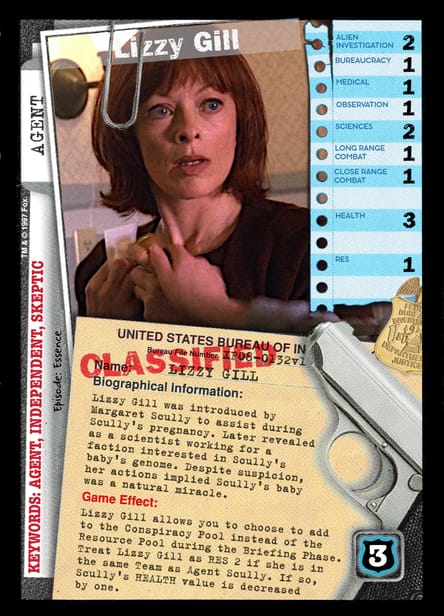 Lizzy Gill
AGENT
TM & © 1997 Fox.
KEYWORDS: AGENT, INDEPENDENT, SKEPTIC
Episode: Essence
ALIEN
INVESTIGATION 2
BUREAUCRACY 1
MEDICAL 1
OBSERVATION 1
SCIENCES 2
LONG RANGE
COMBAT 1
CLOSE RANGE
COMBAT 1
HEALTH 3
RES 1
UNITED STATES BUREAU OF IN
Bureau File Number XP08-0132v1
CLASSIFIED
Name: LIZZY GILL
Biographical Information:
Lizzy Gill was introduced by
Margaret Scully to assist during
Scully's pregnancy. Later revealed
as a scientist working for a
faction interested in Scully's
baby's genome. Despite suspicion,
her actions implied Scully's baby
was a natural miracle.
Game Effect:
Lizzy Gill allows you to choose to add
to the Conspiracy Pool instead of the
Resource Pool during the Briefing Phase.
Treat Lizzy Gill as RES 2 if she is in
the same Team as Agent Scully. If so,
Scully's HEALTH value is decreased
by one.
3